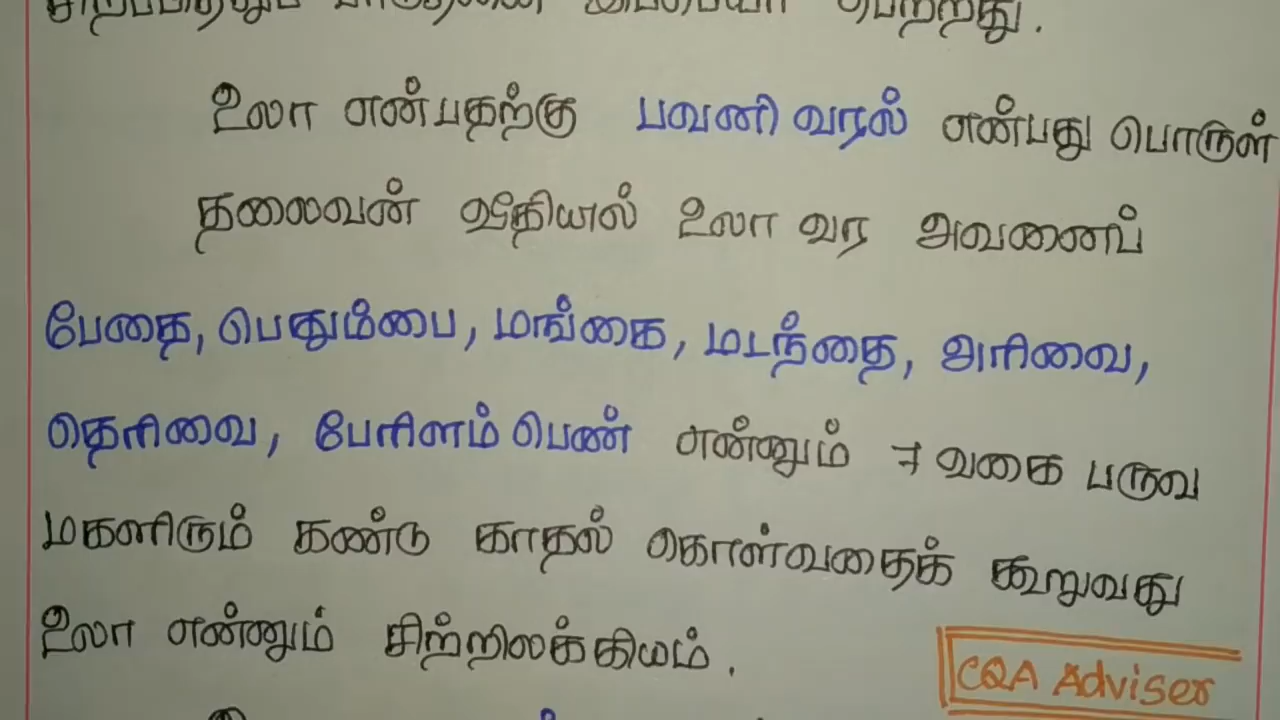 பெற்றது.
உலா என்பதற்கு பவனி வரல் என்பது பொருள்
தலைவன் வீதியில் உலா வர அவனைப்
பேதை, பெதும்பை, மங்கை, மடந்தை, அரிவை,
தெரிவை, பேரிளம் பெண் என்னும் 7 வகை பருவ
மகளிரும் கண்டு காதல் கொள்வதைக் கூறுவது
உலா என்னும் சிற்றிலக்கியம்.
CQA Adviser